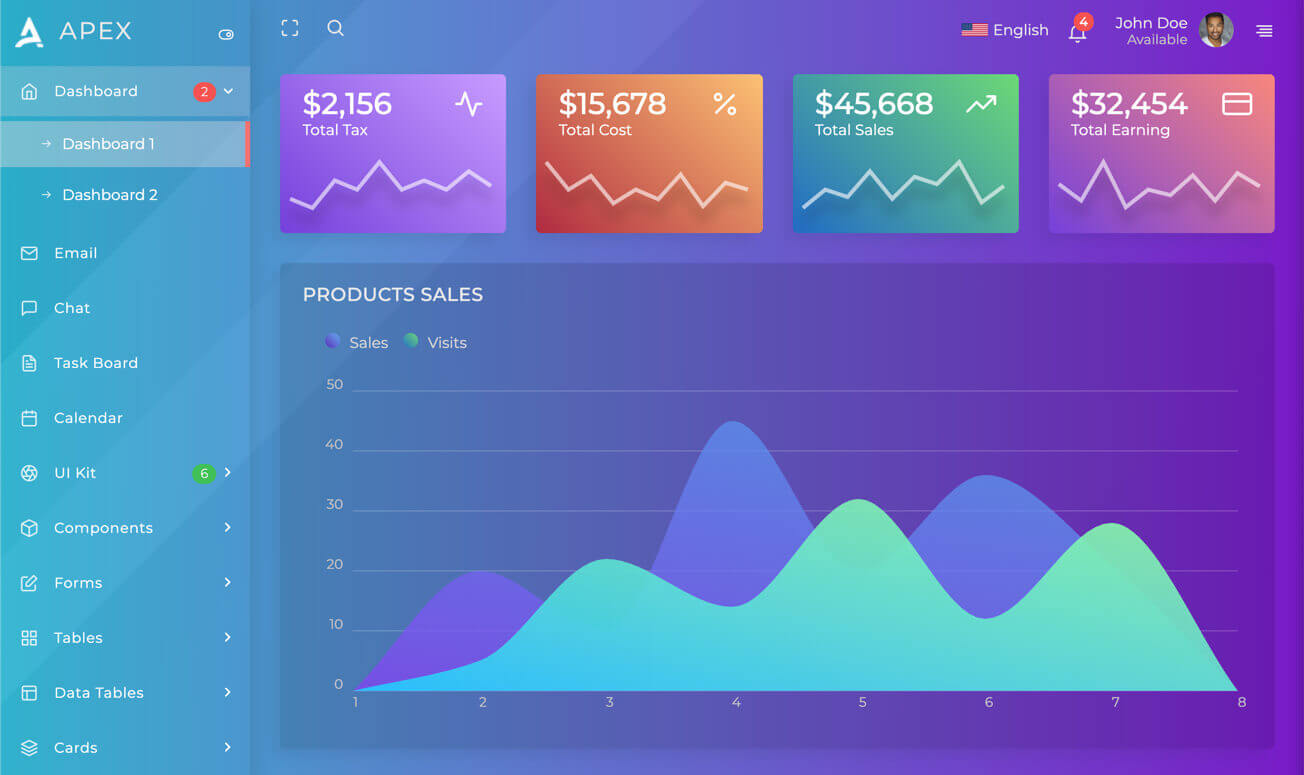 APEX
English
4
John Doe
Available
Dashboard 2
Dashboard 1
Dashboard 2
Email
Chat
Task Board
Calendar
UI Kit 6
Components
Forms
Tables
Data Tables
Cards
$2,156
Total Tax
$15,678
Total Cost
$45,668
Total Sales
$32,454
Total Earning
PRODUCTS SALES
Sales Visits
50
40
30
20
10
0
1 2 3 4 5 6 7 8